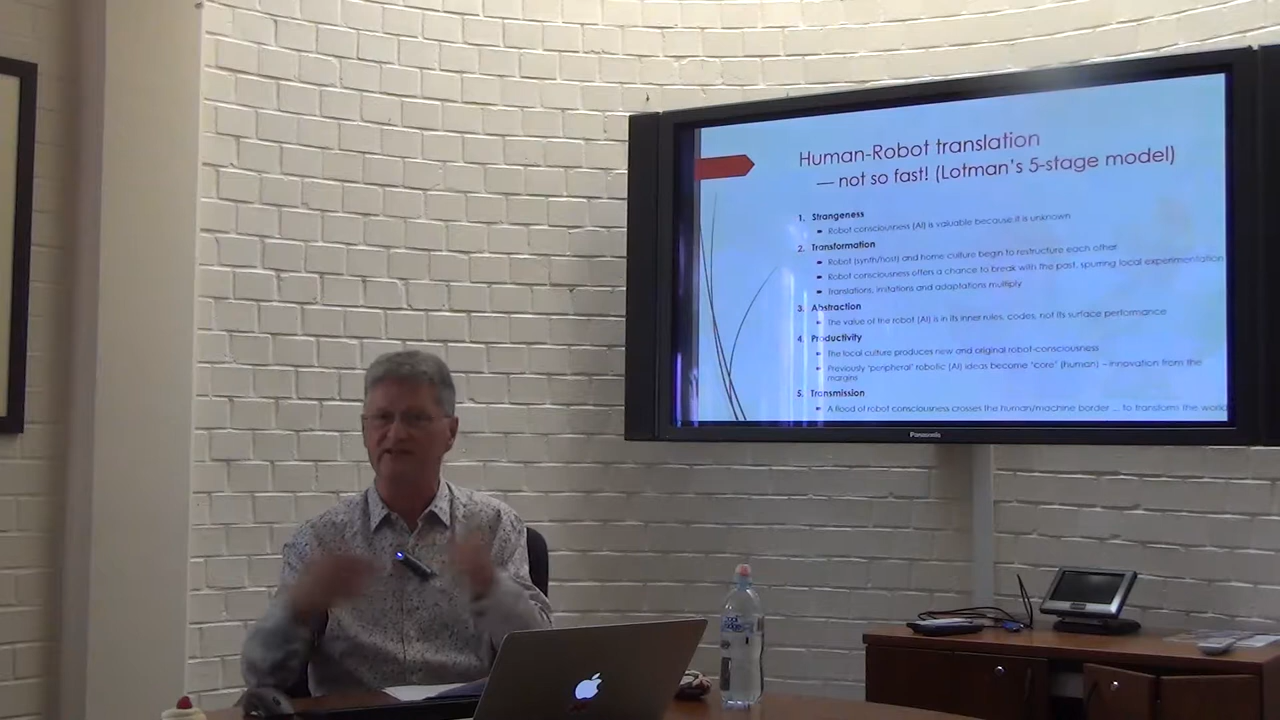 Human-Robot translation
— not so fast! (Lotman's 5-stage model)
1. Strangeness
Robot consciousness (AI) is valuable because it is unknown
2. Transformation
Robot (synth/host) and home culture begin to restructure each other
Robot consciousness offers a chance to break with the past, spurring local experimentation
Translations, imitations and adaptations multiply
3. Abstraction
The value of the robot (AI) is in its inner rules, codes, not its surface performance
4. Productivity
The local culture produces new and original robot-consciousness
Previously 'peripheral' robotic (AI) ideas become 'core' (human) – innovation from the
margins
5. Transmission
A flood of robot consciousness crosses the human/machine border ... to transforms the world
Panasonic